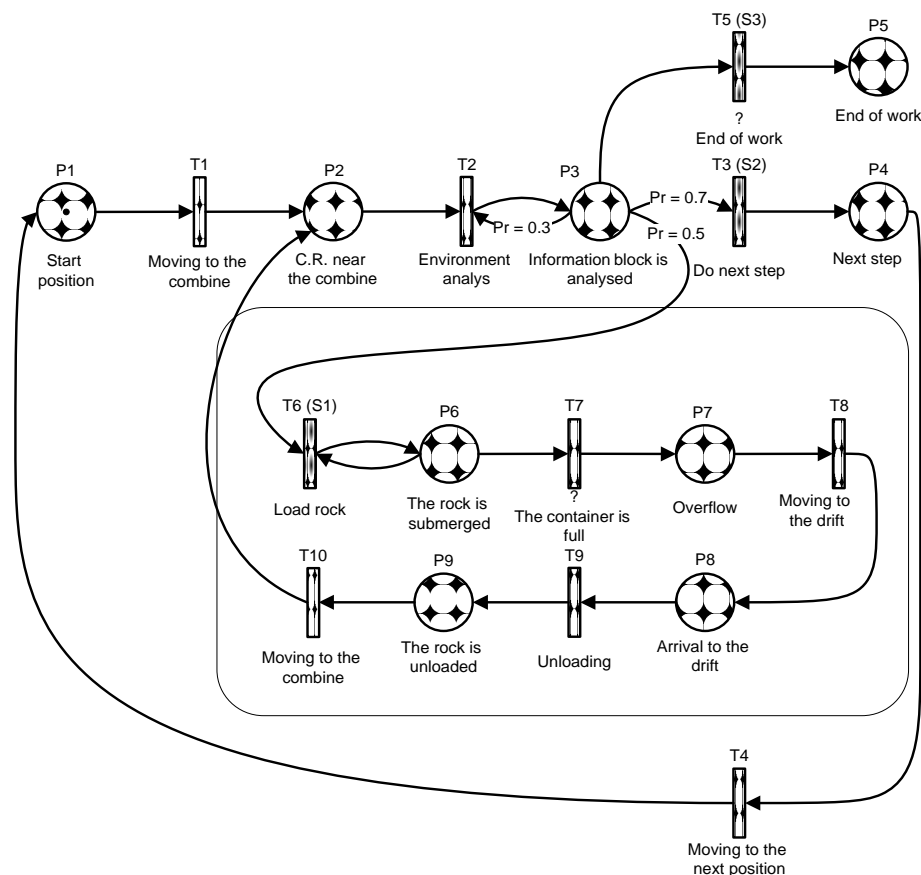 T5 (S3)
P5
?
End of work
End of work
P1
T1
P2
T2
P3
T3 (S2)
P4
Pr = 0.7
Pr = 0.3
Pr = 0.5
Start
position
Moving to the
combine
C.R. near
the combine
Environment
analys
Information block is
analysed
Do next step
Next step
T6 (S1)
P6
T7
P7
T8
Load rock
The rock is
submerged
?
The container is
full
Overflow
Moving to
the drift
T10
P9
T9
P8
Moving to the
combine
The rock is
unloaded
Unloading
Arrival to the
drift
T4
Moving to the
next position